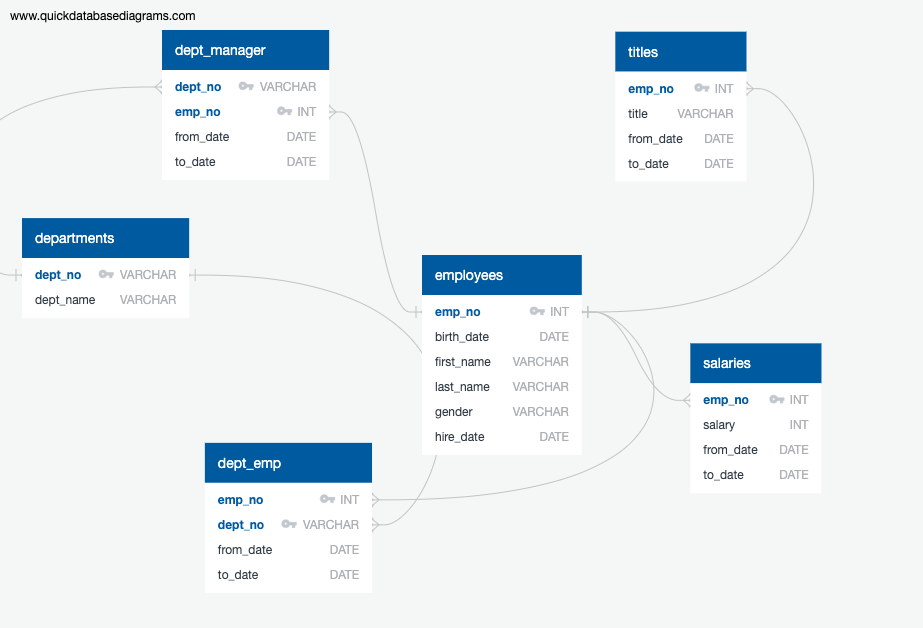 www.quickdatabasediagrams.com
dept_manager
dept_no VARCHAR
emp_no INT
from_date DATE
to_date DATE
titles
emp_no INT
title VARCHAR
from_date DATE
to_date DATE
departments
dept_no VARCHAR
dept_name VARCHAR
employees
emp_no INT
birth_date DATE
first_name VARCHAR
last_name VARCHAR
gender VARCHAR
hire_date DATE
salaries
emp_no INT
salary INT
from_date DATE
to_date DATE
dept_emp
emp_no INT
dept_no VARCHAR
from_date DATE
to_date DATE